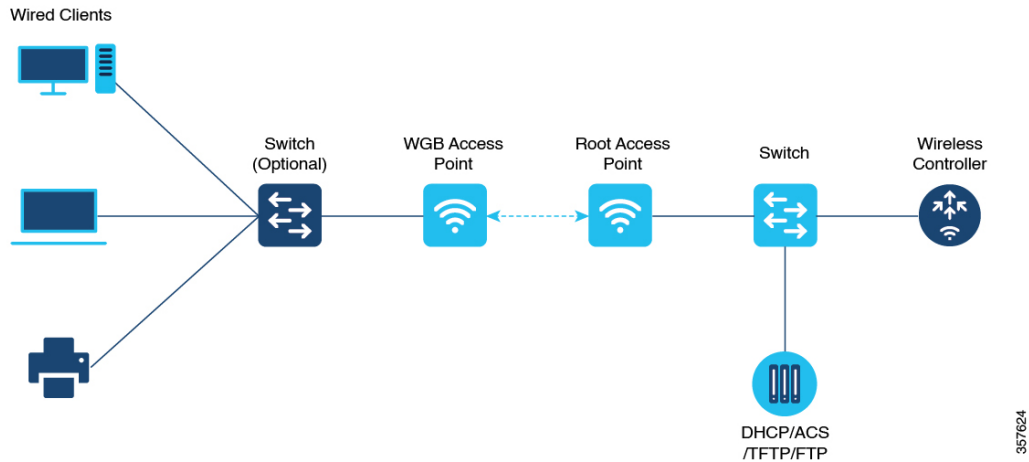 Wired Clients
Switch
(Optional)
WGB Access
Point
Root Access
Point
Switch
Wireless
Controller
DHCP/ACS
/TFTP/FTP
357624